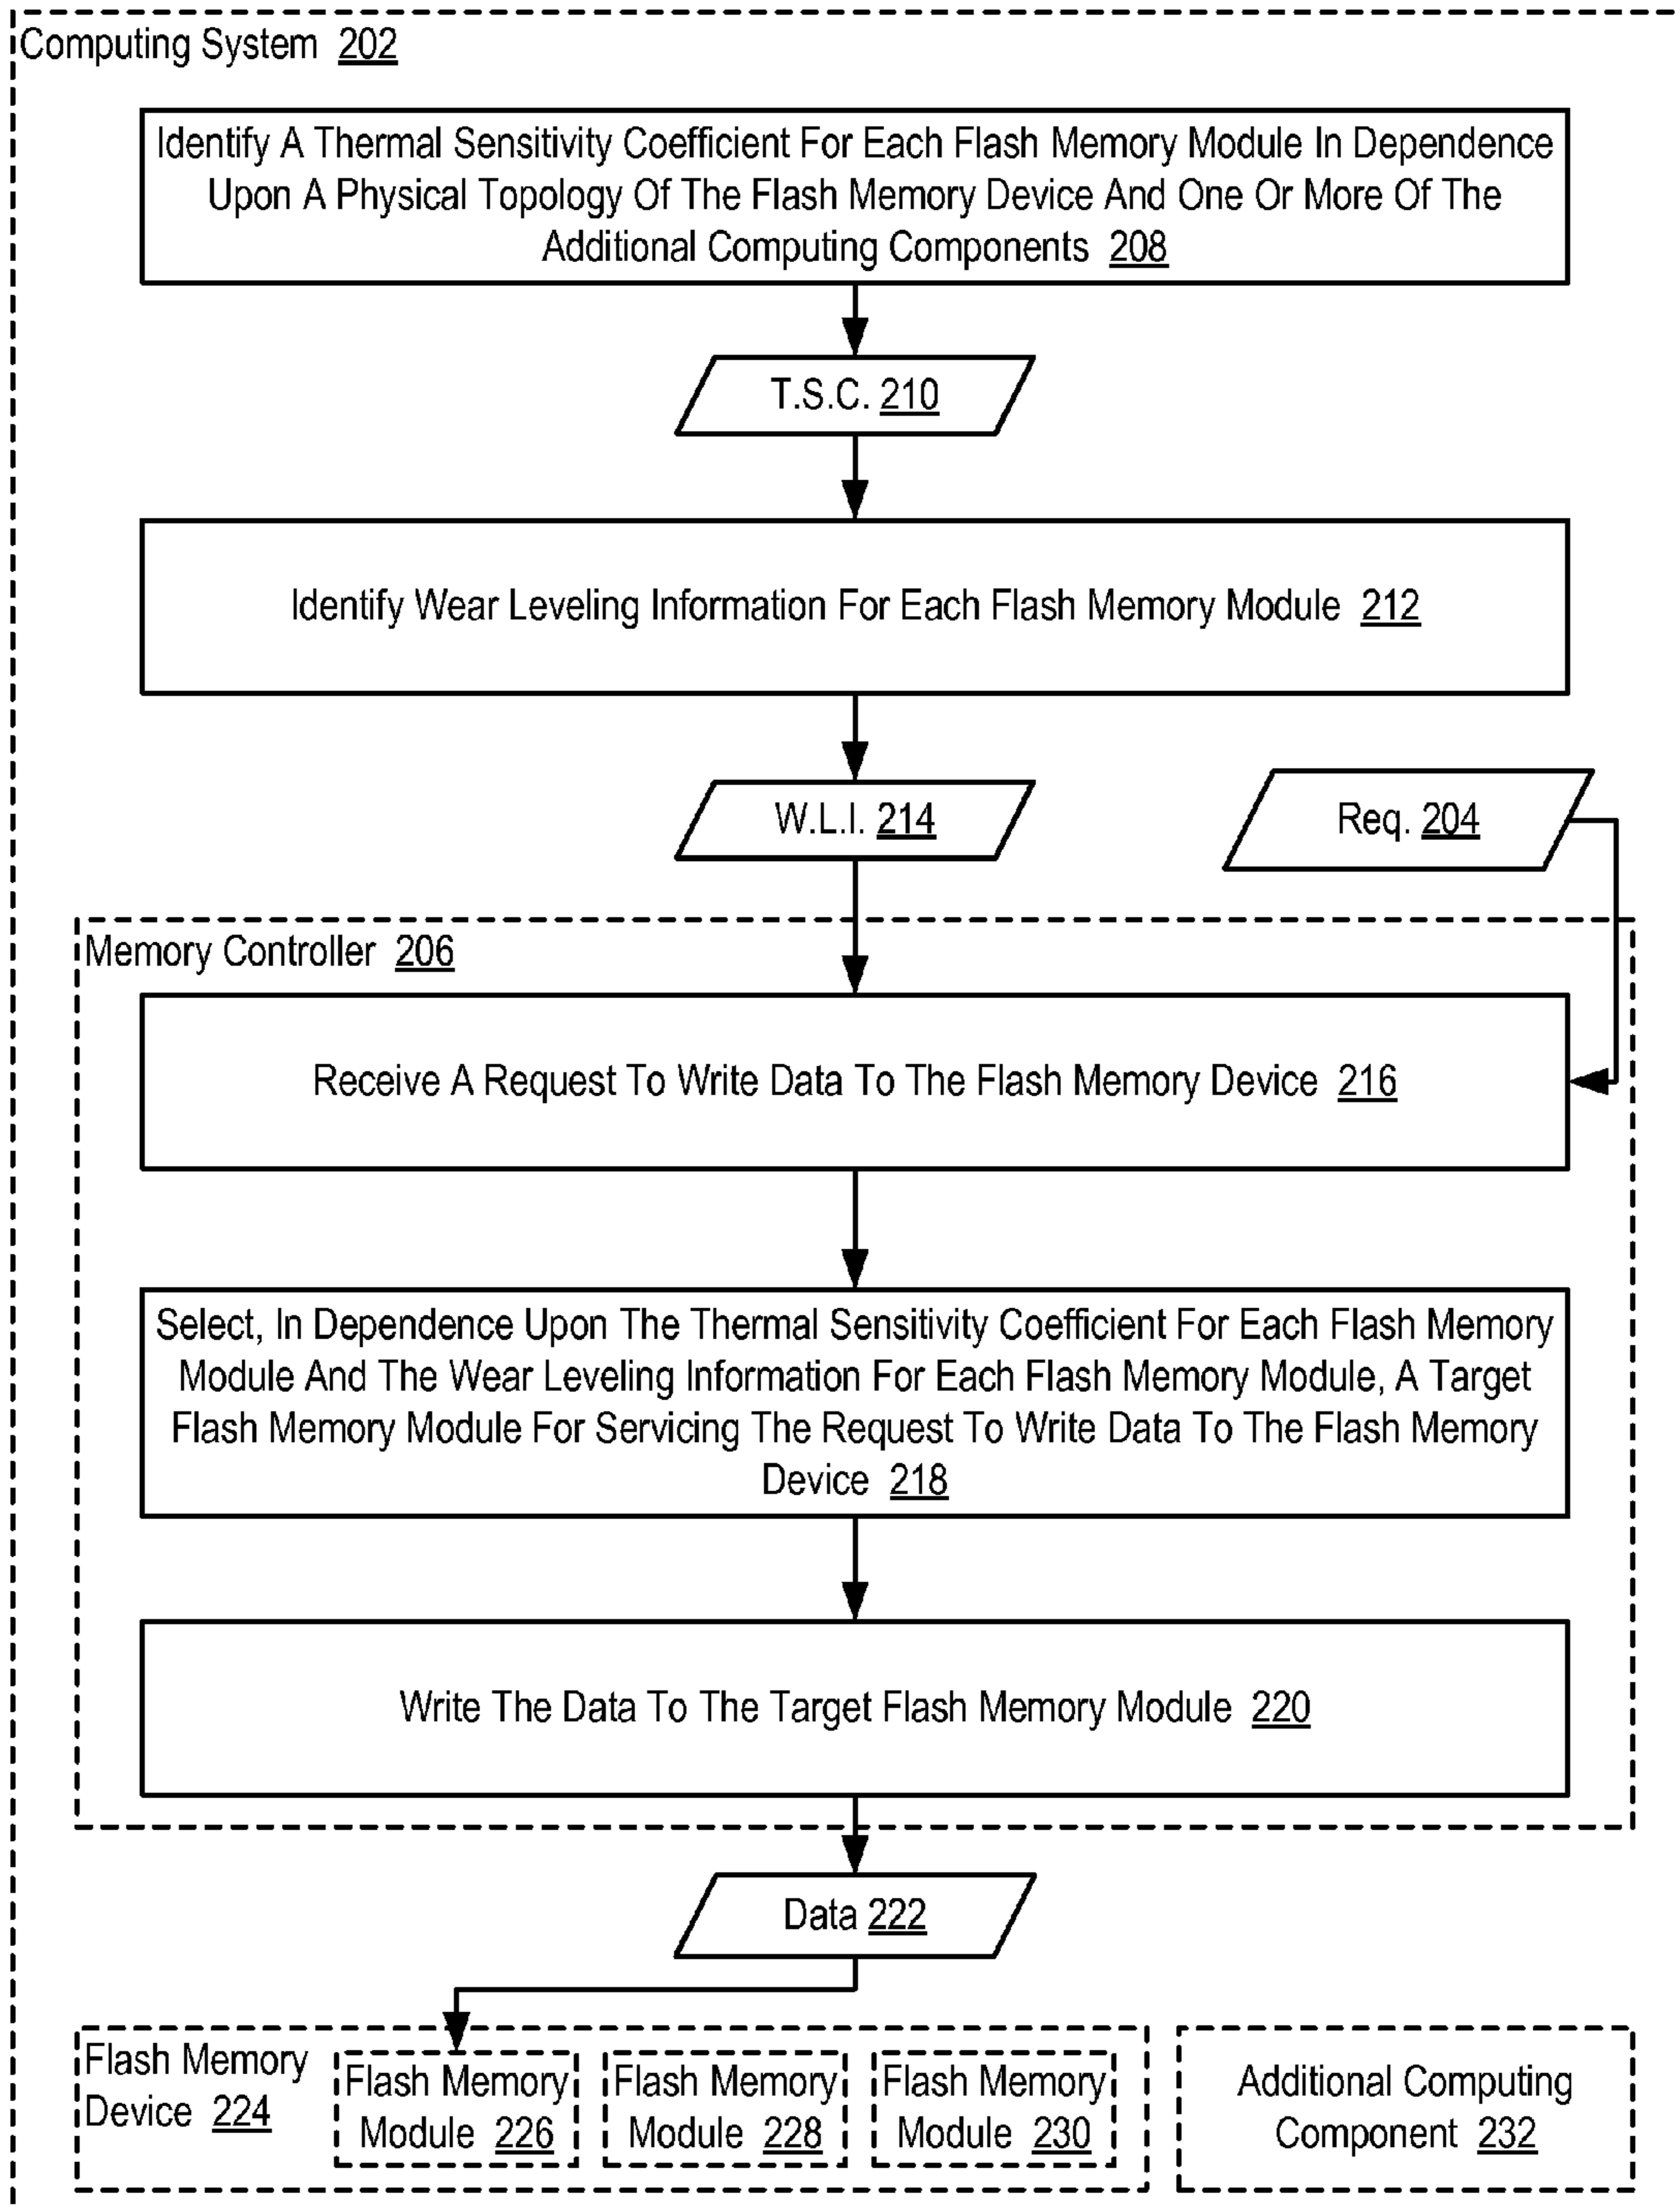 Computing System 202
Identify A Thermal Sensitivity Coefficient For Each Flash Memory Module In Dependence
Upon A Physical Topology Of The Flash Memory Device And One Or More Of The
Additional Computing Components 208
T.S.C. 210
Identify Wear Leveling Information For Each Flash Memory Module 212
W.L.I. 214
Req. 204
Memory Controller 206
Receive A Request To Write Data To The Flash Memory Device 216
Select, In Dependence Upon The Thermal Sensitivity Coefficient For Each Flash Memory
Module And The Wear Leveling Information For Each Flash Memory Module, A Target
Flash Memory Module For Servicing The Request To Write Data To The Flash Memory
Device 218
Write The Data To The Target Flash Memory Module 220
Data 222
Flash Memory
Device 224
Flash Memory
Module 226
Flash Memory
Module 228
Flash Memory
Module 230
Additional Computing
Component 232